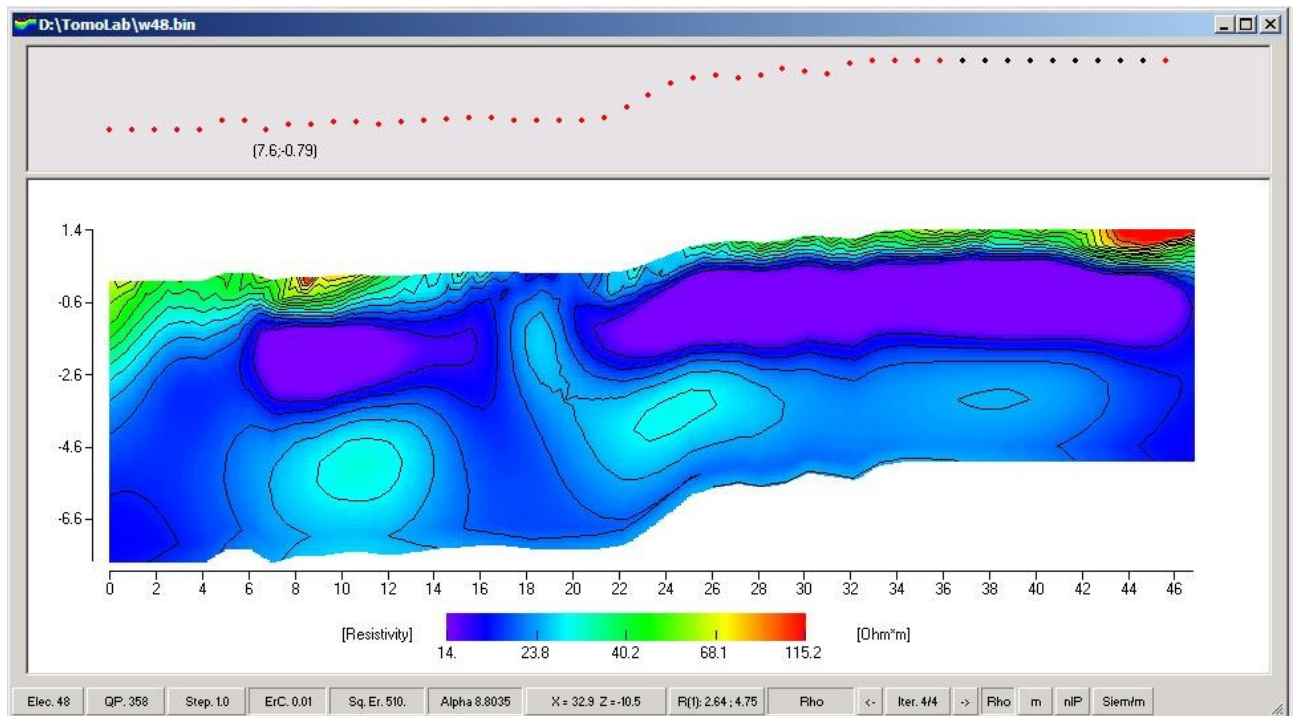 D:\TomoLab\w48.bin
(7.6;-0.79)
1.4
-0.6
-2.6
-4.6
-6.6
0 2 4 6 8 10 12 14 16 18 20 22 24 26 28 30 32 34 36 38 40 42 44 46
[Resistivity] [Ohm*m]
14. 23.8 40.2 68.1 115.2
Elec. 48 QP. 358 Step. 1.0 ErC. 0.01 Sq. Er. 510. Alpha 8.8035 X = 32.9 Z =-10.5 R(1): 2.64 ; 4.75 Rho <- Iter. 4/4 -> Rho m nIP Siem/m